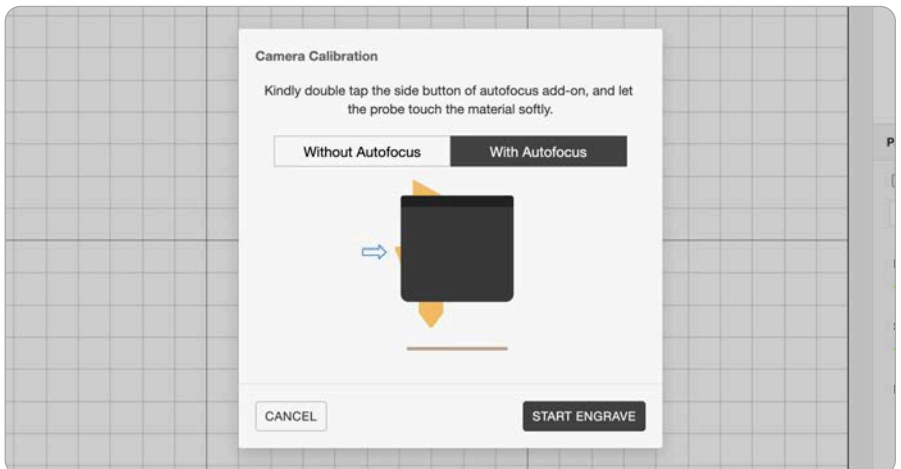 Camera Calibration
Kindly double tap the side button of autofocus add-on, and let
the probe touch the material softly.
Without Autofocus
With Autofocus
CANCEL
START ENGRAVE